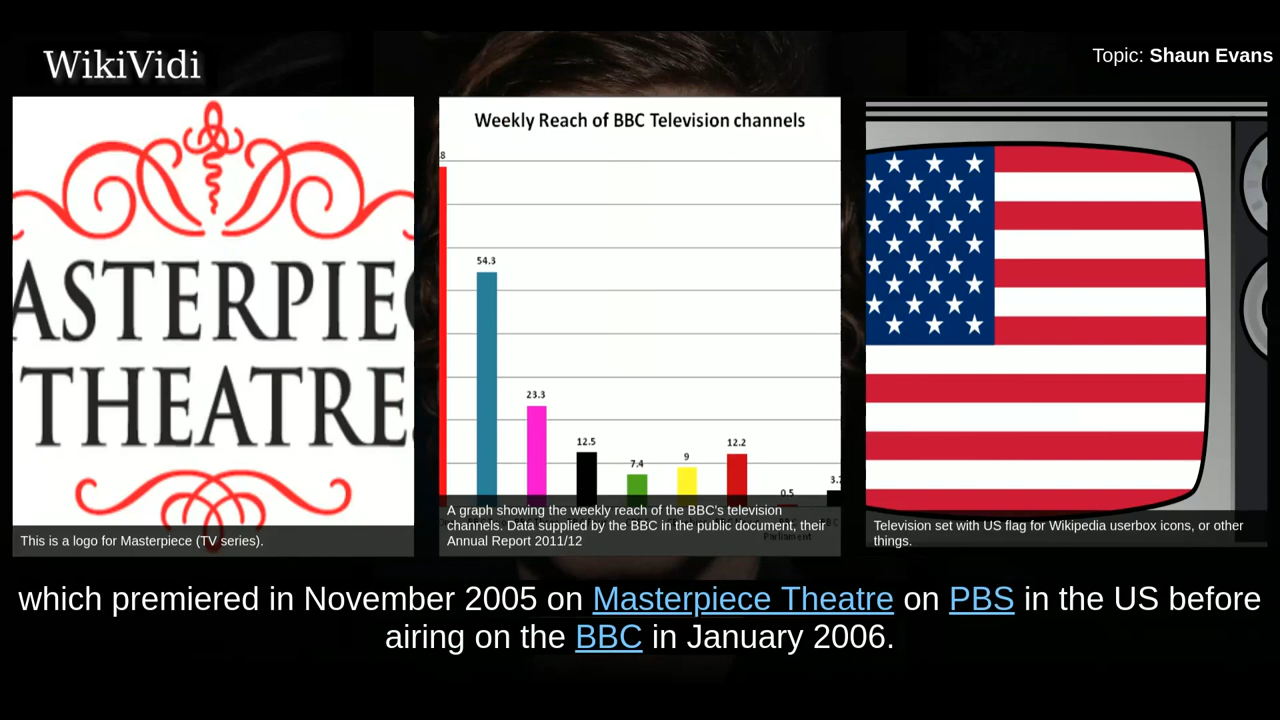 WikiVidi
Topic: Shaun Evans
ASTERPIE
THEATRE
This is a logo for Masterpiece (TV series).
Weekly Reach of BBC Television channels
8
54.3
23.3
12.5
7.4
9
12.2
0.5
3.7
Parliament
A graph showing the weekly reach of the BBC's television
channels. Data supplied by the BBC in the public document, their
Annual Report 2011/12
Television set with US flag for Wikipedia userbox icons, or other
things.
which premiered in November 2005 on Masterpiece Theatre on PBS in the US before
airing on the BBC in January 2006.